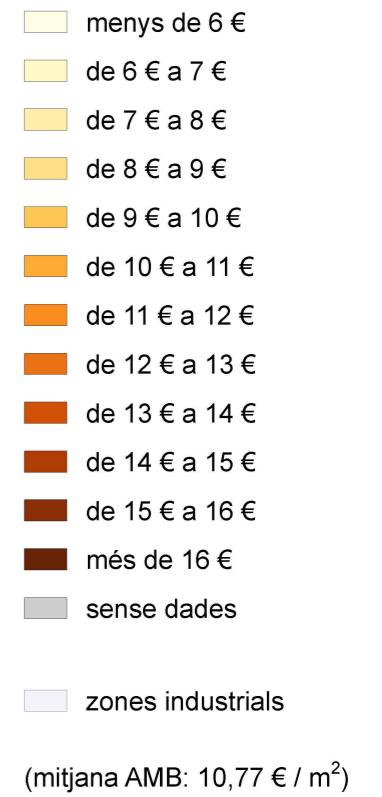 menys de 6 €
de 6 € a 7 €
de 7 € a 8 €
de 8 € a 9 €
de 9 € a 10 €
de 10 € a 11 €
de 11 € a 12 €
de 12 € a 13 €
de 13 € a 14 €
de 14 € a 15 €
de 15 € a 16 €
més de 16 €
sense dades
zones industrials
(mitjana AMB: 10,77 € / m²)